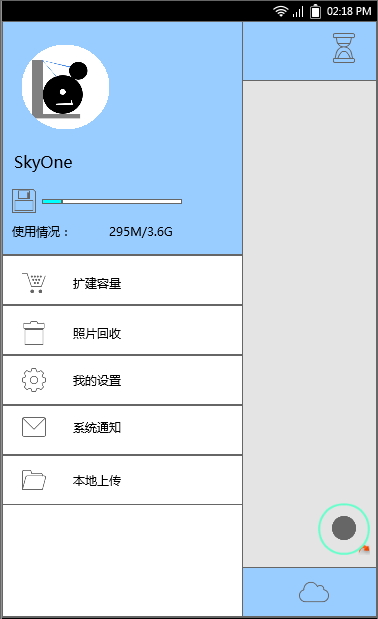 02:18 PM
SkyOne
使用情况： 295M/3.6G
扩建容量
照片回收
我的设置
系统通知
本地上传